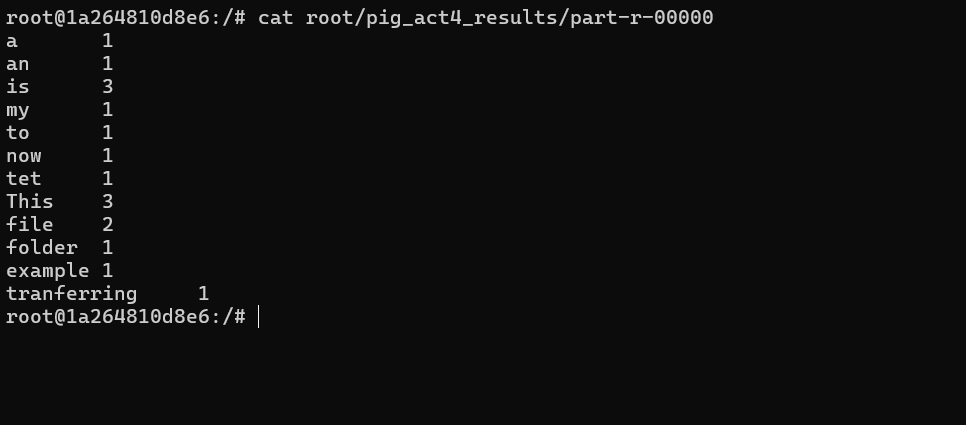 root@1a264810d8e6:/# cat root/pig_act4_results/part-r-00000
a       1
an      1
is      3
my      1
to      1
now     1
tet     1
This    3
file    2
folder  1
example 1
tranferring     1
root@1a264810d8e6:/#